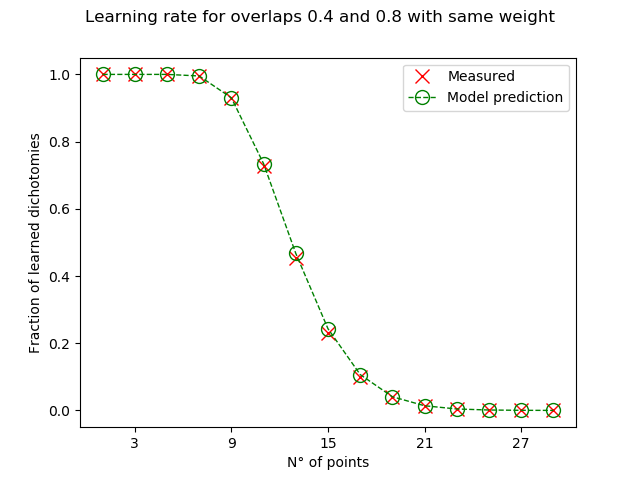 Learning rate for overlaps 0.4 and 0.8 with same weight
Measured
Model prediction
Fraction of learned dichotomies
1.0
0.8
0.6
0.4
0.2
0.0
3 9 15 21 27
N° of points